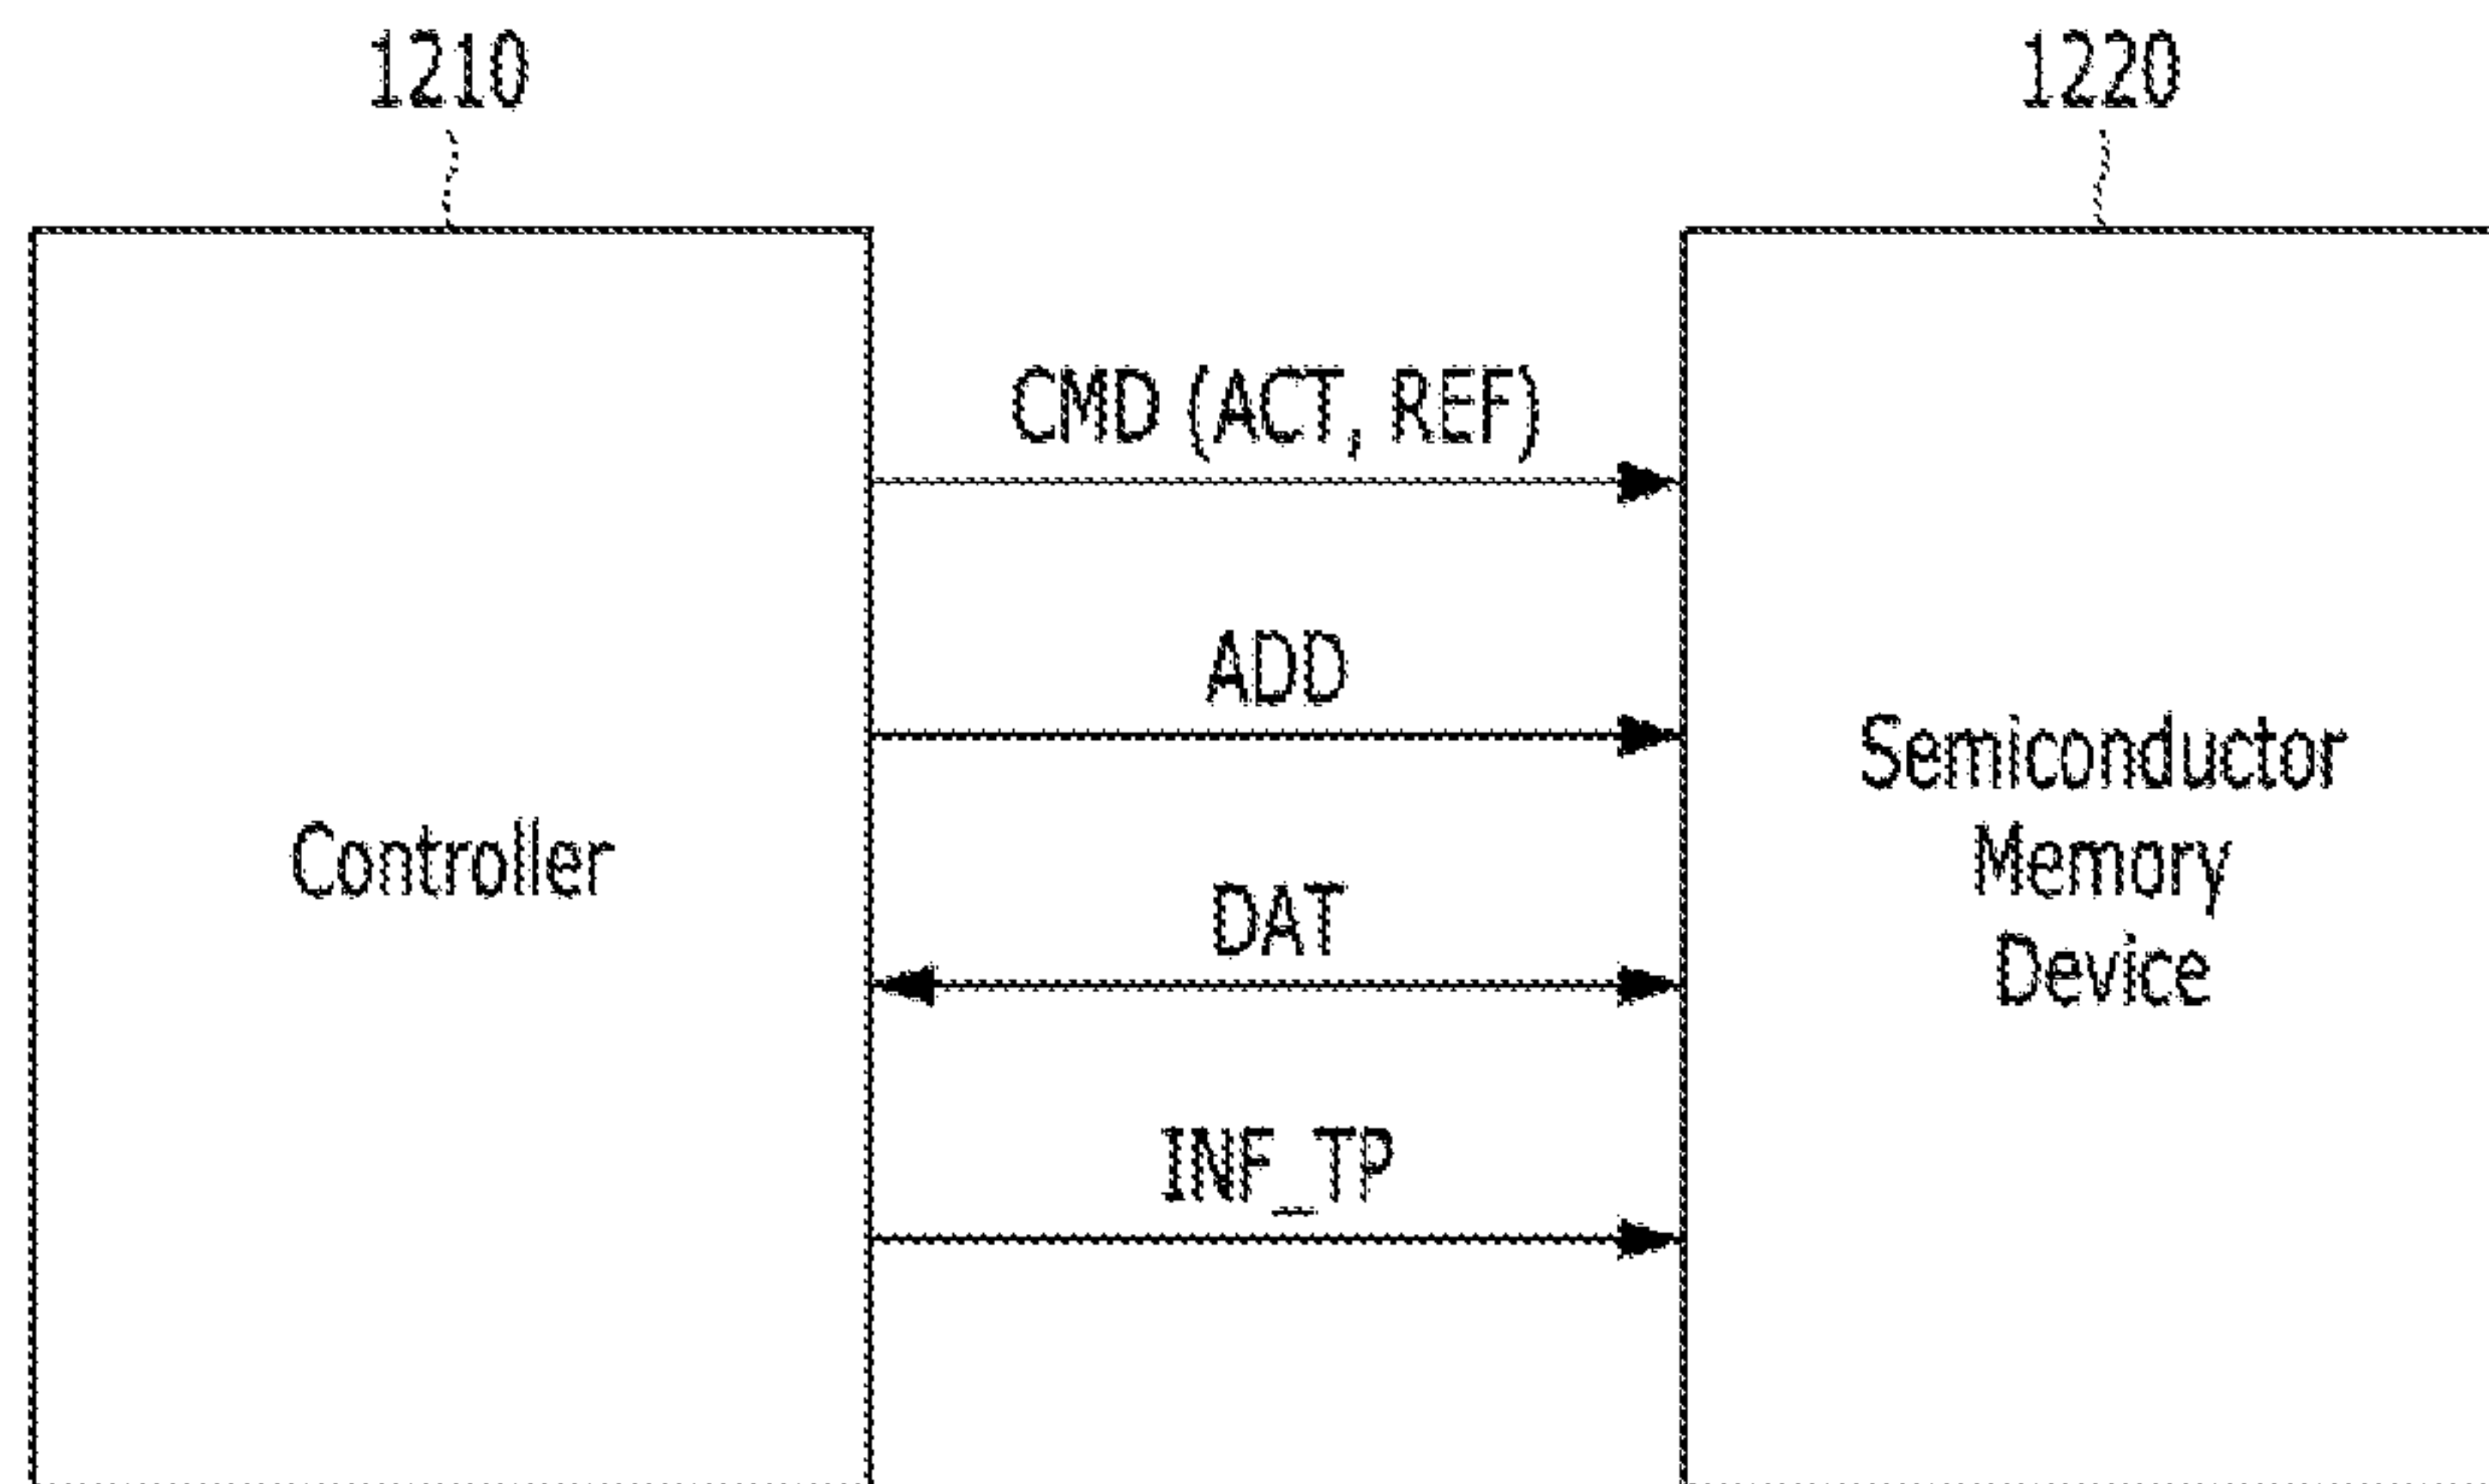 1210
1220
CMD (ACT, REF)
ADD
DAT
INF_TP
Controller
Semiconductor
Memory
Device